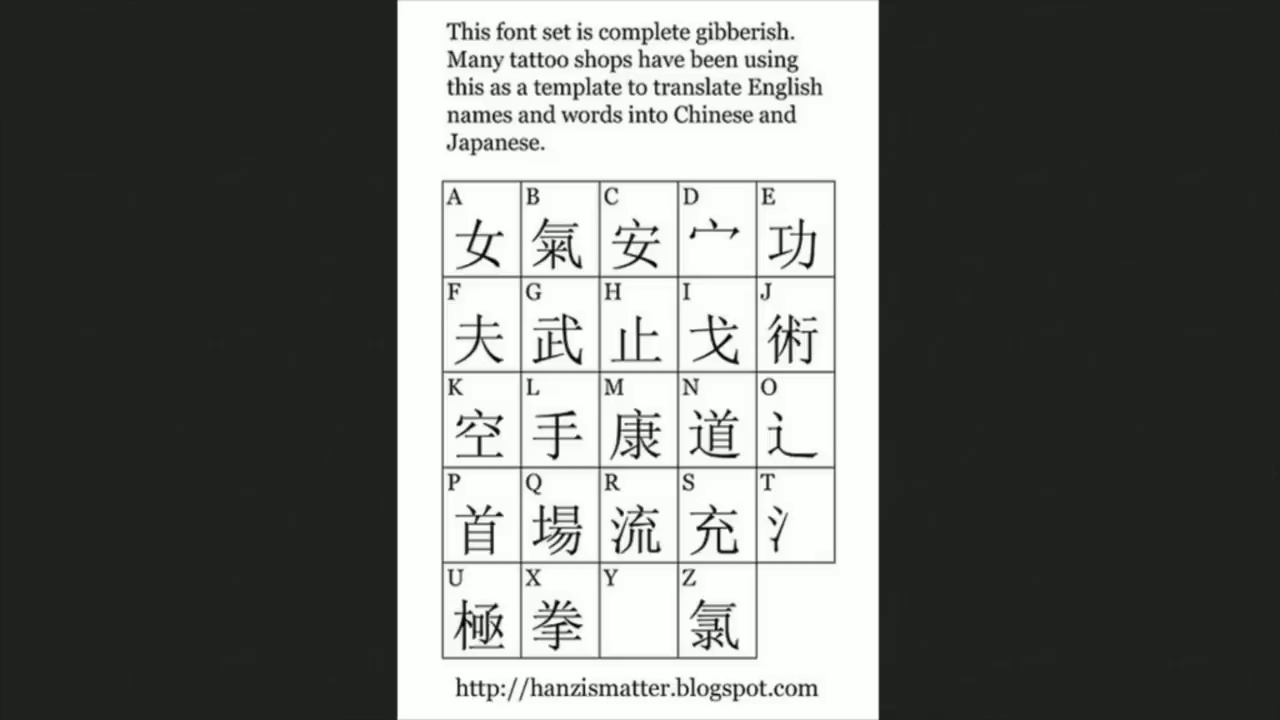 This font set is complete gibberish.
Many tattoo shops have been using
this as a template to translate English
names and words into Chinese and
Japanese.
A B C D E
女 氣 安 宀 功
F G H I J
夫 武 止 戈 術
K L M N O
空 手 康 道 辶
P Q R S T
首 場 流 充 氵
U X Y Z
極 拳 氯
http://hanzismatter.blogspot.com